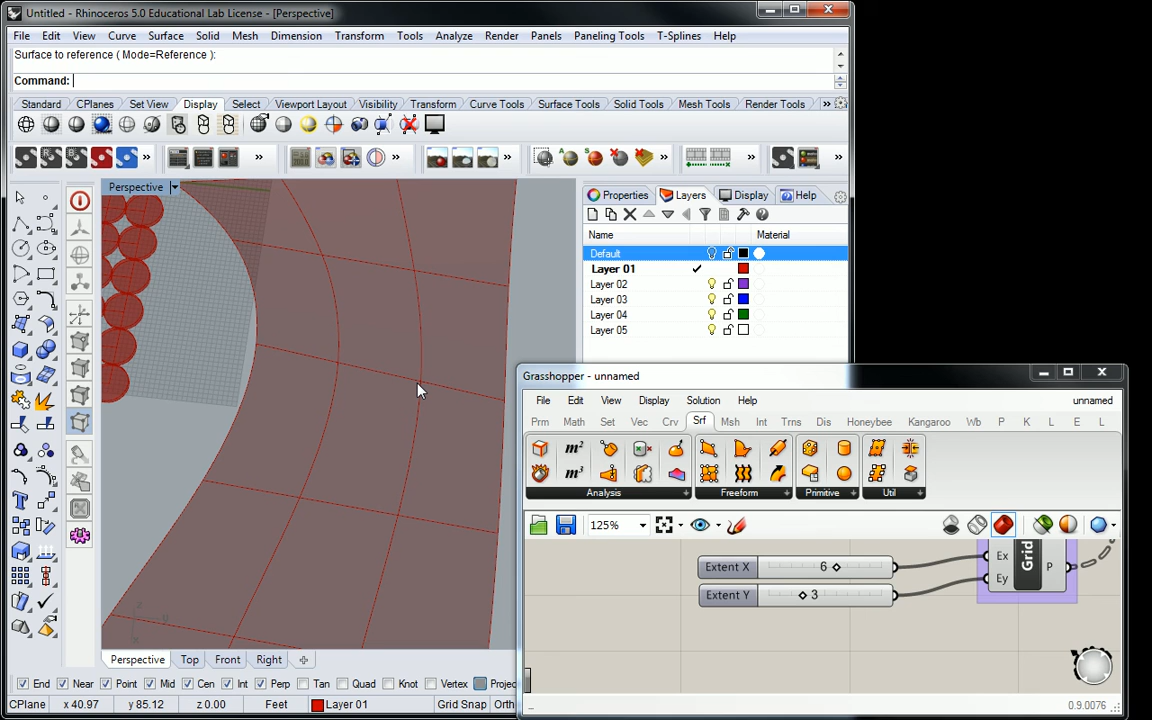 Untitled - Rhinoceros 5.0 Educational Lab License - [Perspective]
File Edit View Curve Surface Solid Mesh Dimension Transform Tools Analyze Render Panels Paneling Tools T-Splines Help
Surface to reference ( Mode=Reference ):
Command:
Standard CPlanes Set View Display Select Viewport Layout Visibility Transform Curve Tools Surface Tools Solid Tools Mesh Tools Render Tools
Perspective
Properties Layers Display Help
Name Material
Default
Layer 01
Layer 02
Layer 03
Layer 04
Layer 05
Grasshopper - unnamed
File Edit View Display Solution Help unnamed
Prm Math Set Vec Crv Srf Msh Int Trns Dis Honeybee Kangaroo Wb P K L E L
m²
m³
Analysis Freeform Primitive Util
125%
Extent X 6
Extent Y 3
Ex
Ey
Grid
P
0.9.0076
Perspective Top Front Right
End Near Point Mid Cen Int Perp Tan Quad Knot Vertex Projec
CPlane x 40.97 y 85.12 z 0.00 Feet Layer 01 Grid Snap Orth